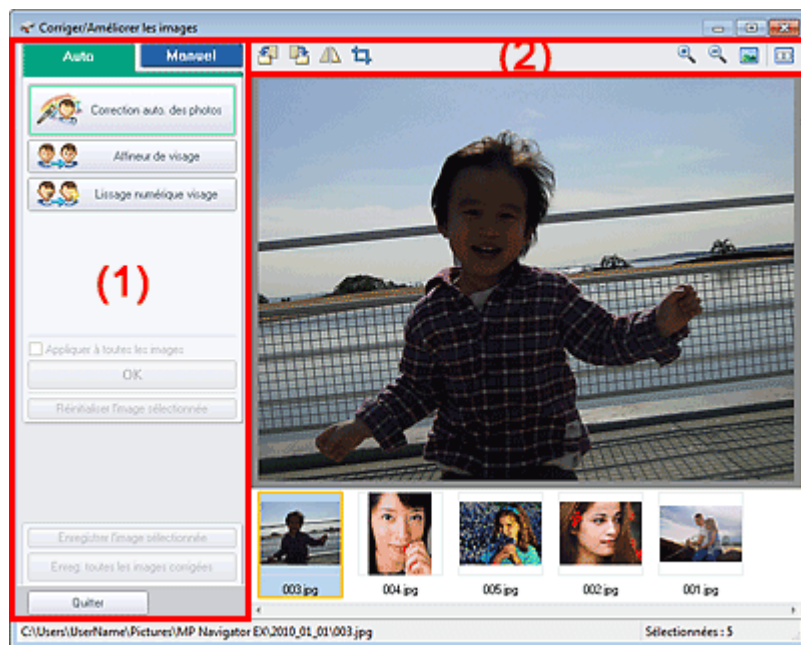 Corriger/Améliorer les images
Auto
Manuel
(2)
Correction auto. des photos
Affineur de visage
Lissage numérique visage
(1)
Appliquer à toutes les images
OK
Réinitialiser l'image sélectionnée
Enregistrer l'image sélectionnée
Enreg. toutes les images corrigées
Quitter
003.jpg
004.jpg
005.jpg
002.jpg
001.jpg
C:\Users\UserName\Pictures\MP Navigator EX\2010_01_01\003.jpg
Sélectionnées : 5